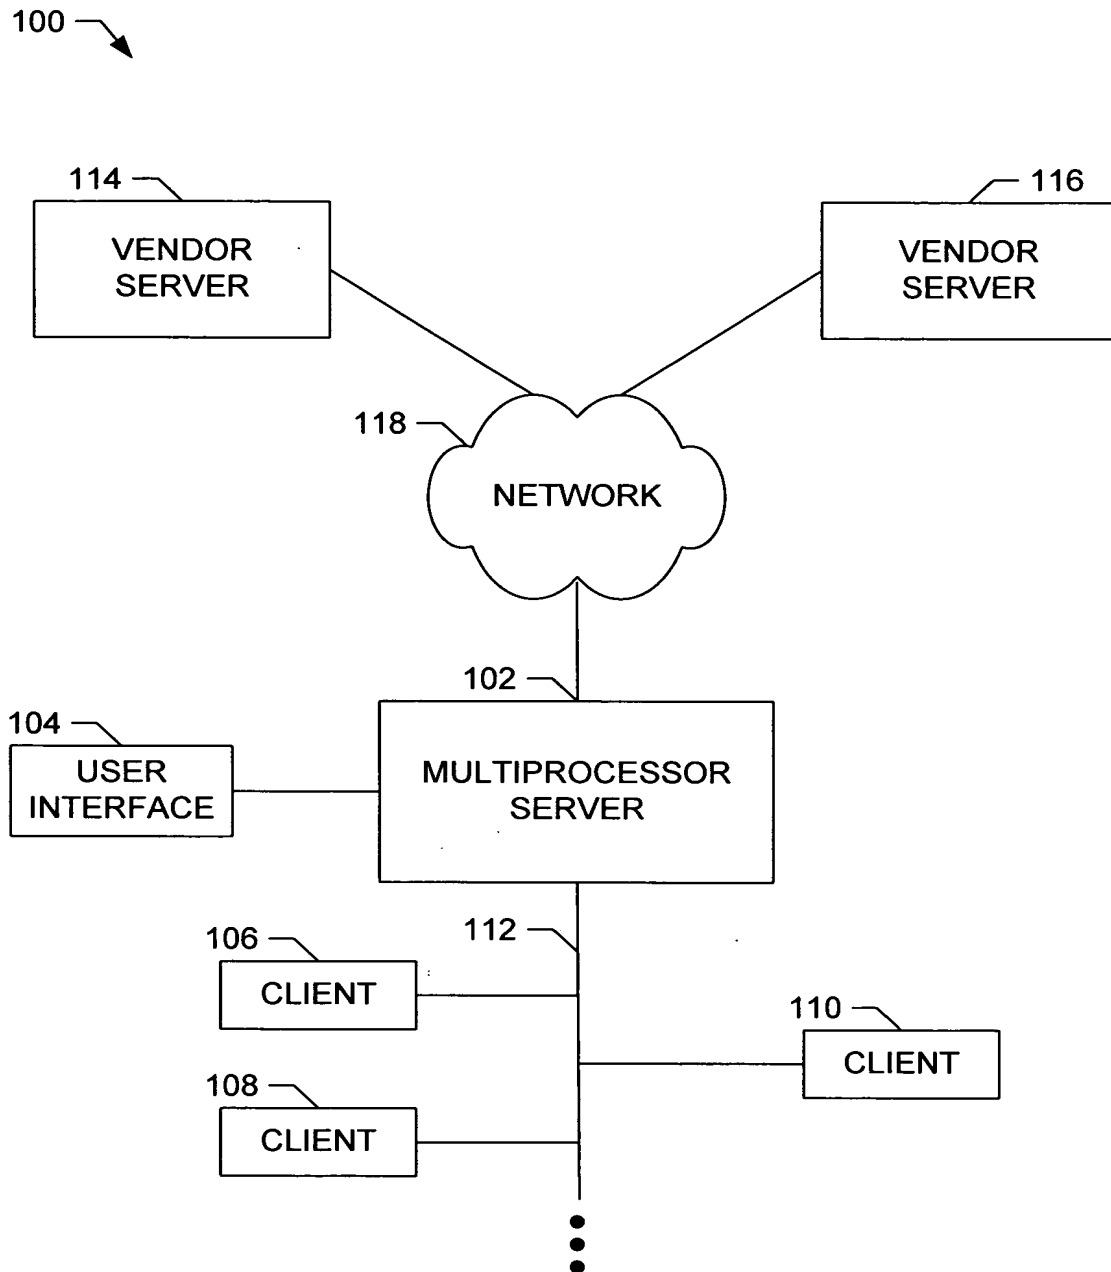 100
114
VENDOR
SERVER
116
VENDOR
SERVER
118
NETWORK
102
MULTIPROCESSOR
SERVER
104
USER
INTERFACE
112
106
CLIENT
110
CLIENT
108
CLIENT